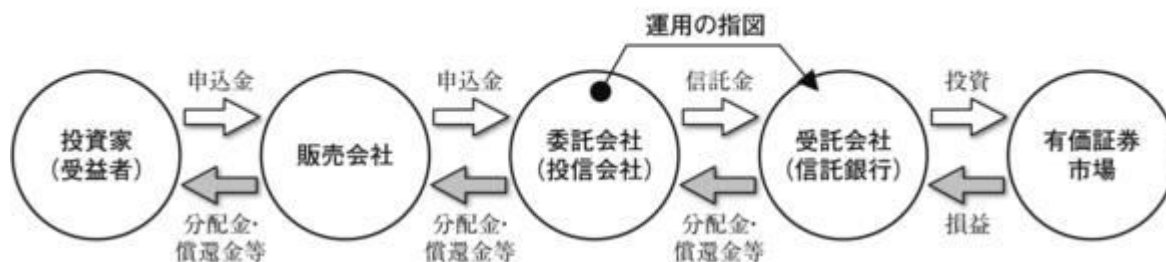 運用の指図
申込金
申込金
信託金
投資
投資家
（受益者）
販売会社
委託会社
（投信会社）
受託会社
（信託銀行）
有価証券
市場
分配金・
償還金等
分配金・
償還金等
分配金・
償還金等
損益